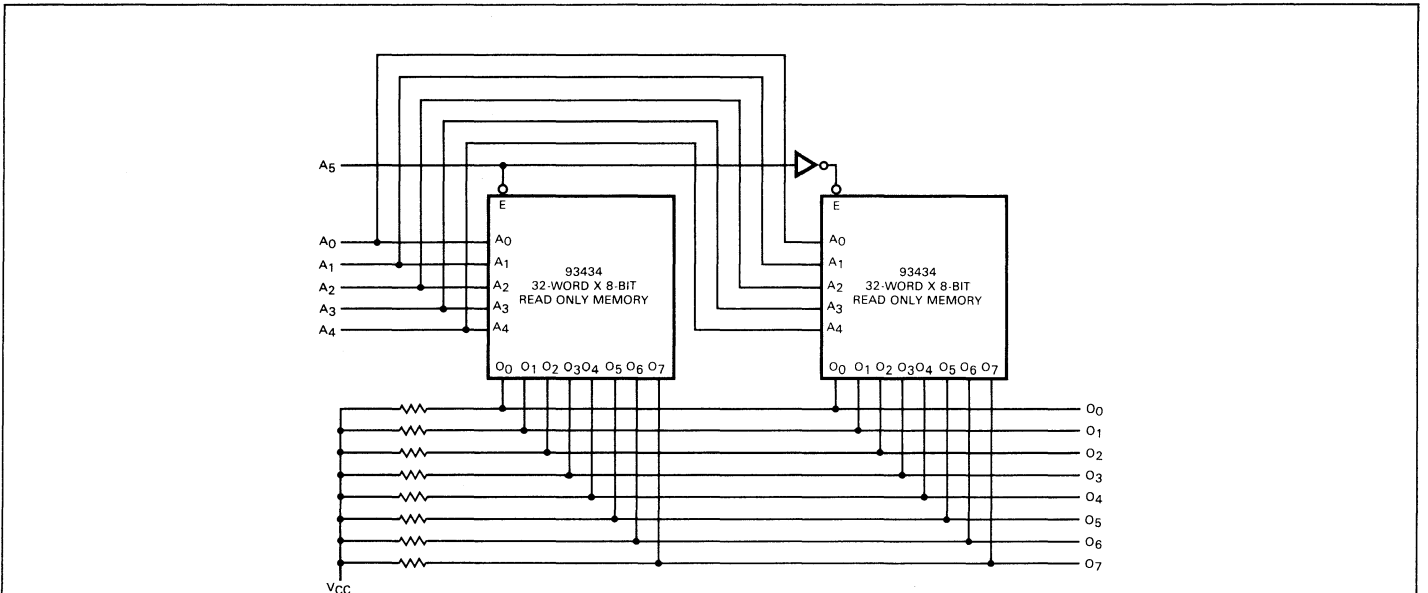 A5
E
E
A0
A1
A2
A3
A4
A0
A1
A2
A3
A4
93434
32-WORD X 8-BIT
READ ONLY MEMORY
A0
A1
A2
A3
A4
93434
32-WORD X 8-BIT
READ ONLY MEMORY
O0 O1 O2 O3 O4 O5 O6 O7
O0 O1 O2 O3 O4 O5 O6 O7
O0
O1
O2
O3
O4
O5
O6
O7
VCC